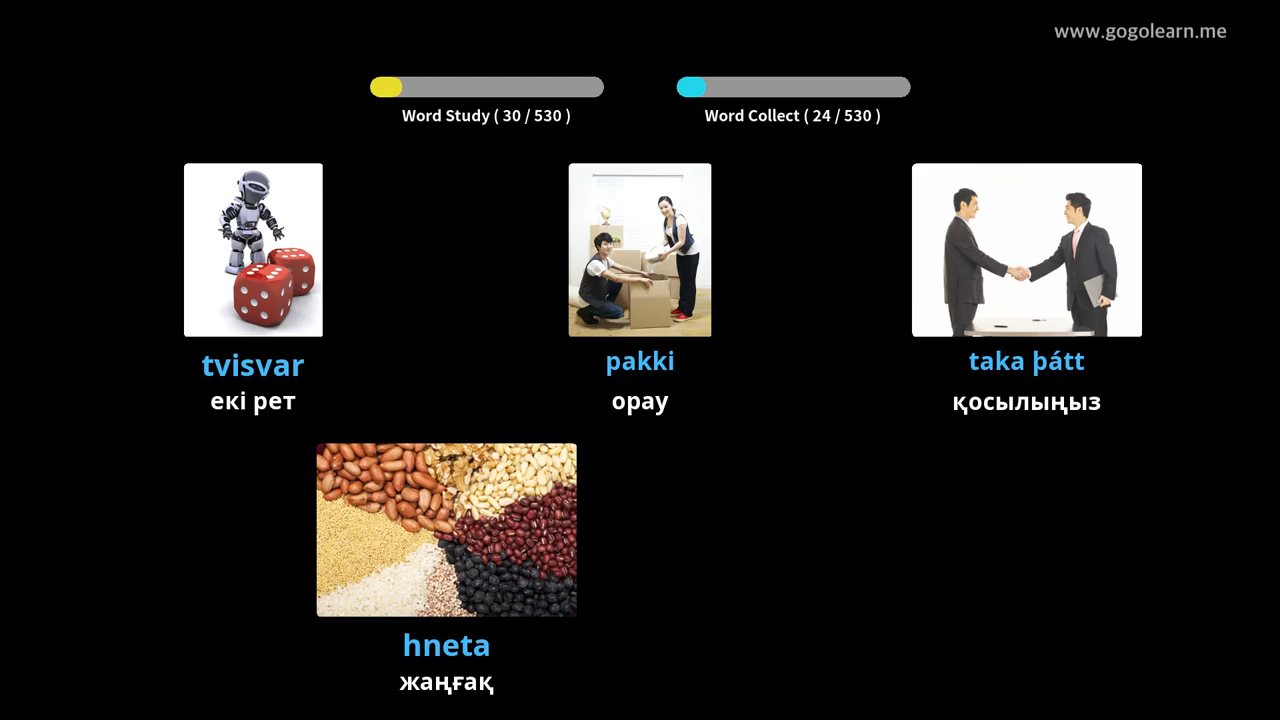 www.gogolearn.me
Word Study ( 30 / 530 )
Word Collect ( 24 / 530 )
tvisvar
екі рет
pakki
орау
taka þátt
қосылыңыз
hneta
жаңғақ